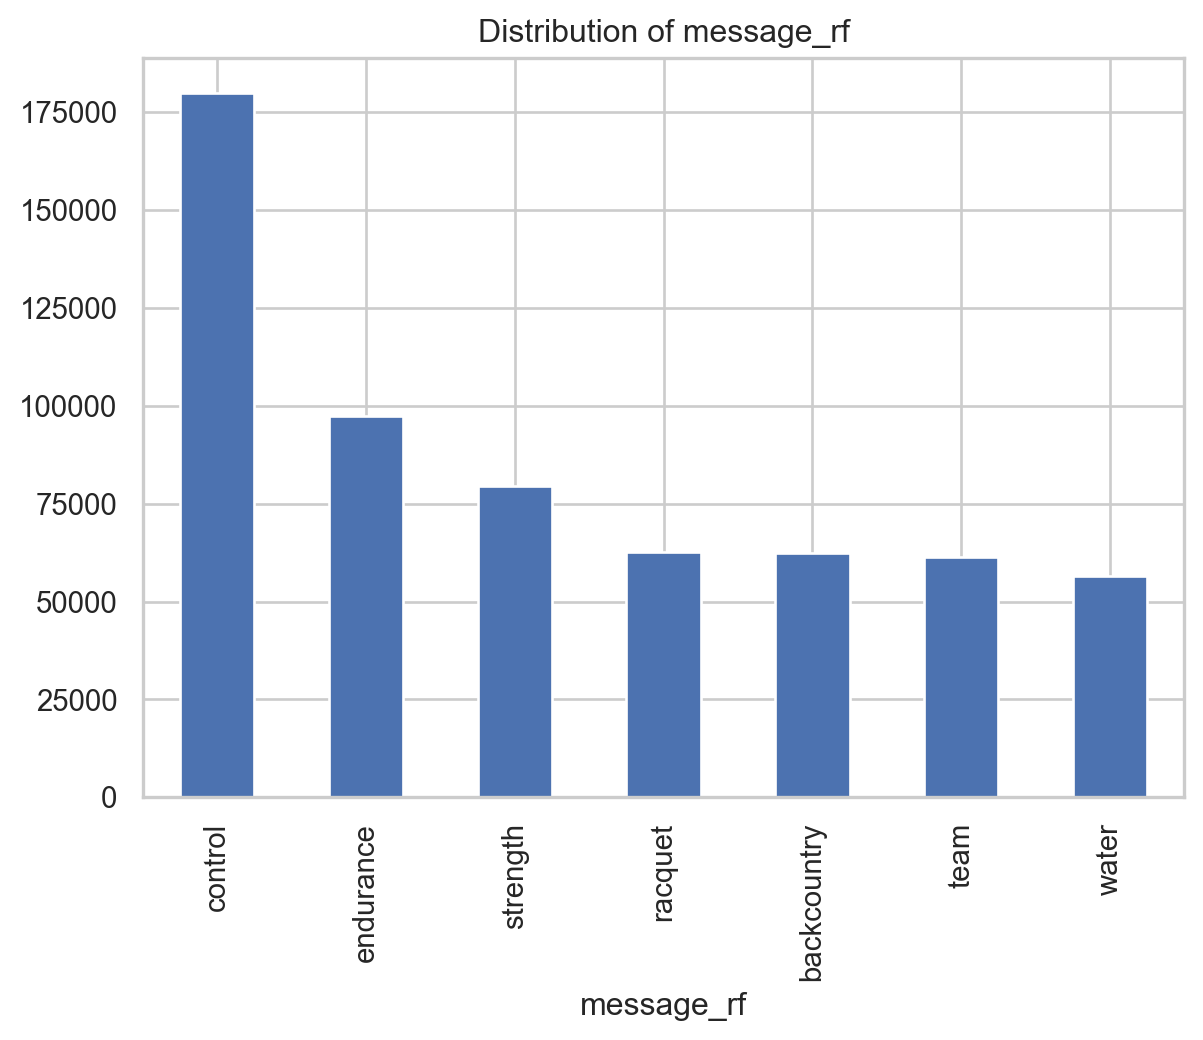 Distribution of message_rf
175000
150000
125000
100000
75000
50000
25000
0
control
endurance
strength
racquet
backcountry
team
water
message_rf